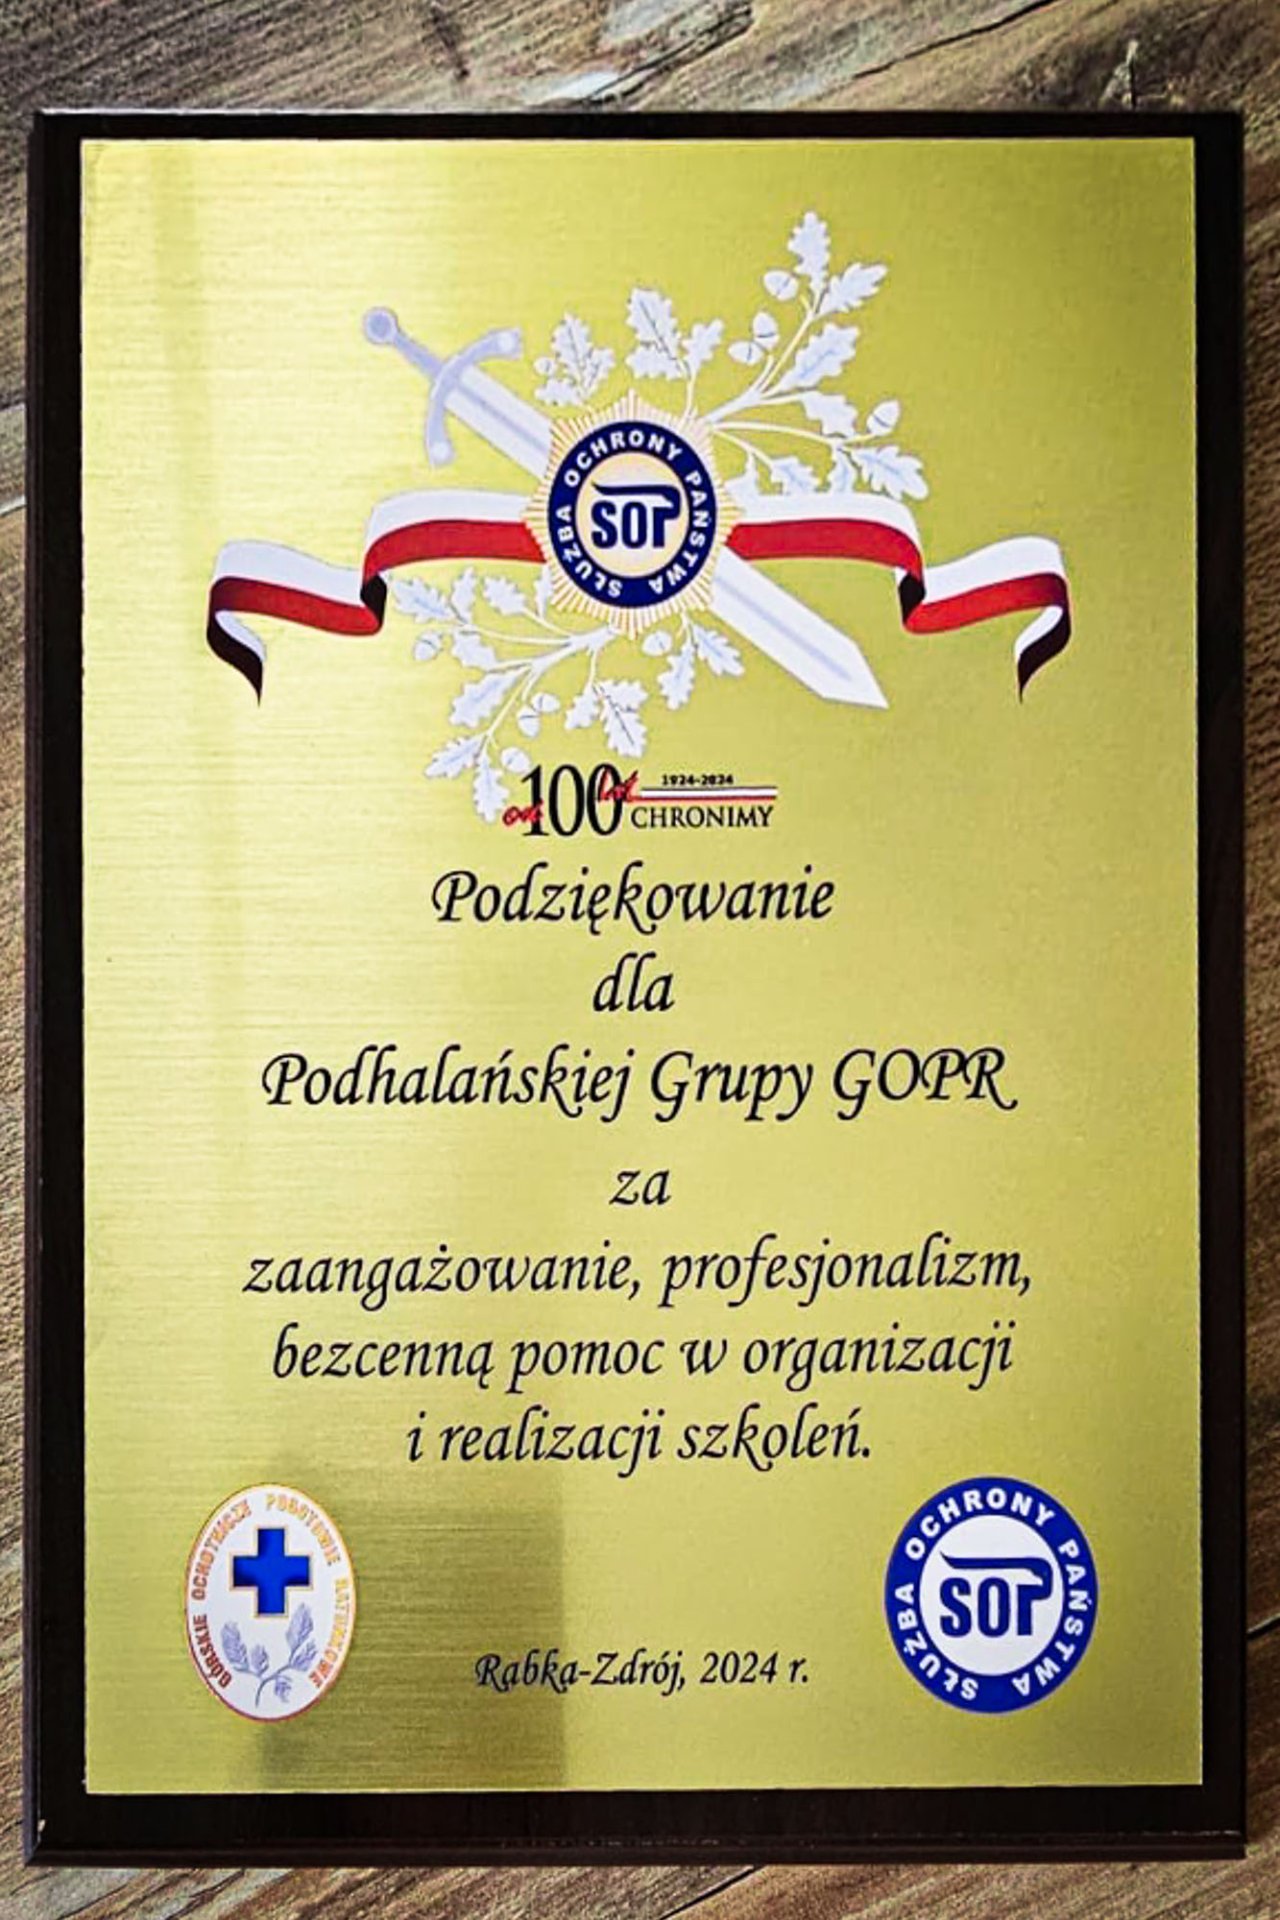 SŁUŻBA OCHRONY PAŃSTWA
SOP
od 100 lat 1924-2024
CHRONIMY
Podziękowanie
dla
Podhalańskiej Grupy GOPR
za
zaangażowanie, profesjonalizm,
bezcenną pomoc w organizacji
i realizacji szkoleń.
GÓRSKIE OCHOTNICZE POGOTOWIE RATUNKOWE
Rabka-Zdrój, 2024 r.
SŁUŻBA OCHRONY PAŃSTWA
SOP